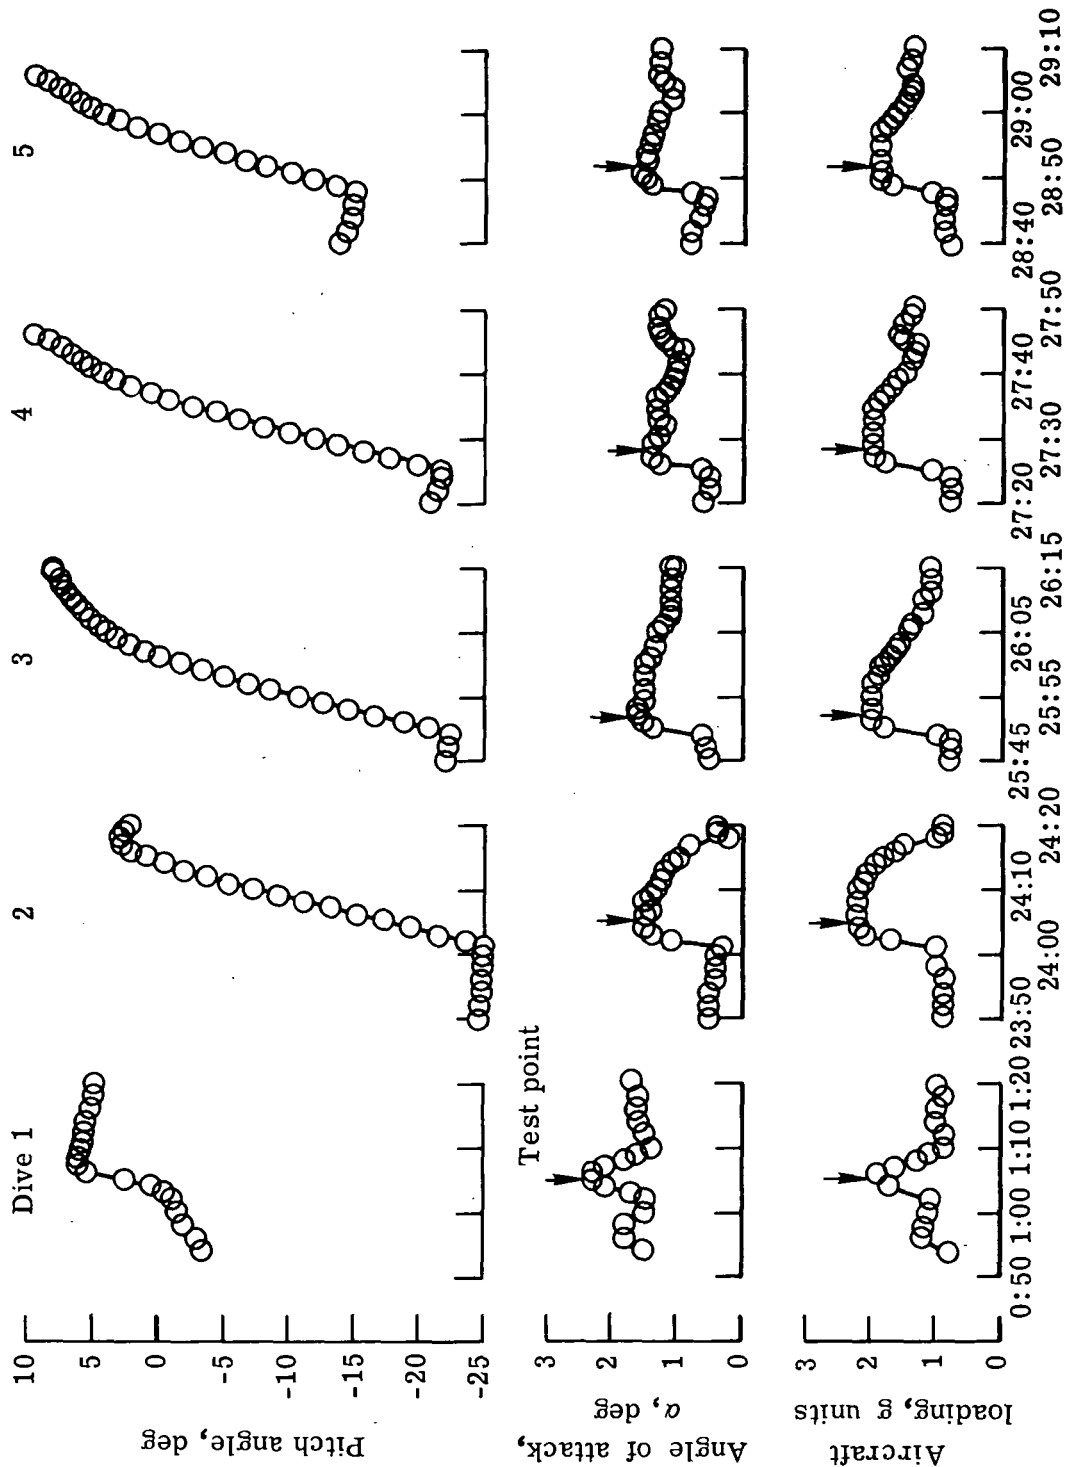 Dive 1 2 3 4 5
10
5
0
-5
-10
-15
-20
-25
Pitch angle, deg
Test point
3
2
1
0
Angle of attack,
α, deg
3
2
1
0
Aircraft
loading, g units
0:50 1:00 1:10 1:20 23:50 24:00 24:10 24:20 25:45 25:55 26:05 26:15 27:20 27:30 27:40 27:50 28:40 28:50 29:00 29:10